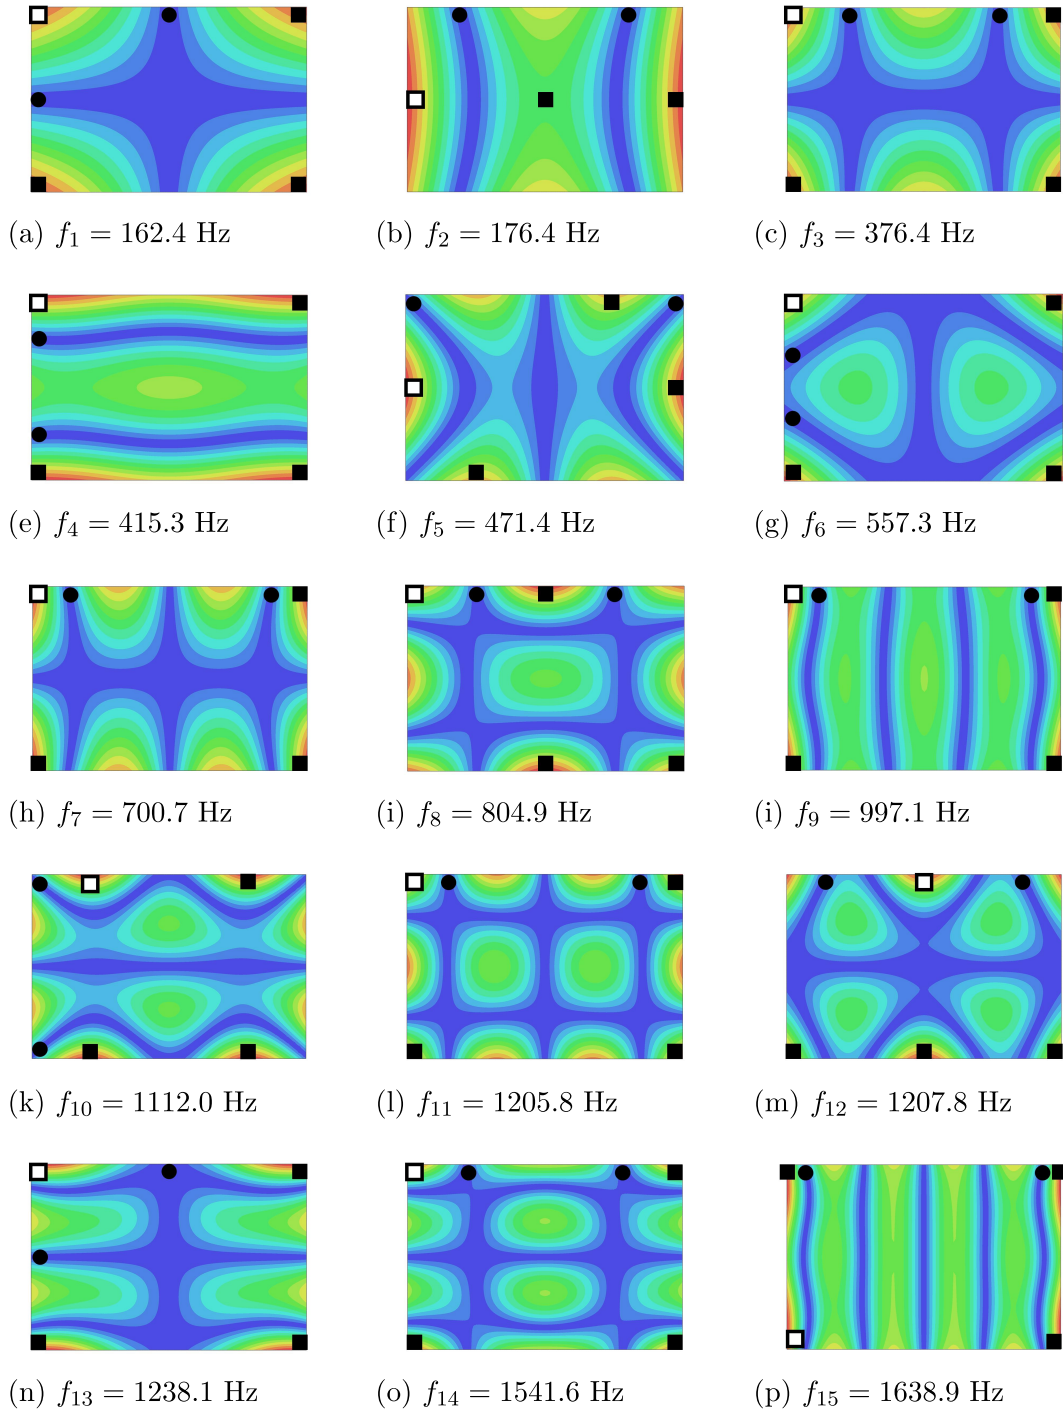 (a) f₁ = 162.4 Hz
(b) f₂ = 176.4 Hz
(c) f₃ = 376.4 Hz
(e) f₄ = 415.3 Hz
(f) f₅ = 471.4 Hz
(g) f₆ = 557.3 Hz
(h) f₇ = 700.7 Hz
(i) f₈ = 804.9 Hz
(i) f₉ = 997.1 Hz
(k) f₁₀ = 1112.0 Hz
(l) f₁₁ = 1205.8 Hz
(m) f₁₂ = 1207.8 Hz
(n) f₁₃ = 1238.1 Hz
(o) f₁₄ = 1541.6 Hz
(p) f₁₅ = 1638.9 Hz